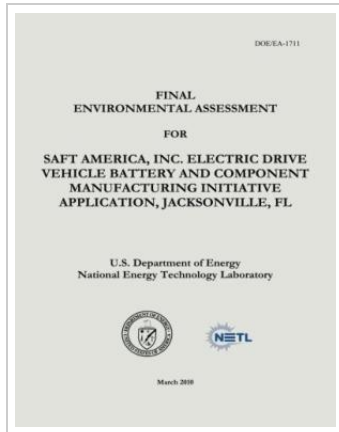 DOE/EA-1711
FINAL
ENVIRONMENTAL ASSESSMENT
FOR
SAFT AMERICA, INC. ELECTRIC DRIVE
VEHICLE BATTERY AND COMPONENT
MANUFACTURING INITIATIVE
APPLICATION, JACKSONVILLE, FL
U.S. Department of Energy
National Energy Technology Laboratory
NETL
March 2010